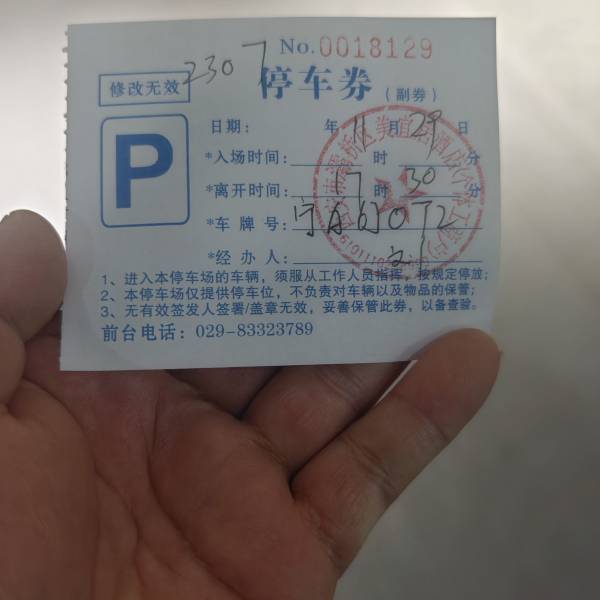 No.0018129
2307
修改无效
停车券（副券）
P
日期： 年 11 月 29 日
*入场时间： 时 分
*离开时间： 17 时 30 分
*车牌号：
*经办人：
1、进入本停车场的车辆，须服从工作人员指挥，按规定停放；
2、本停车场仅提供停车位，不负责对车辆以及物品的保管；
3、无有效签发人签署/盖章无效，妥善保管此券，以备查验。
前台电话：029-83323789